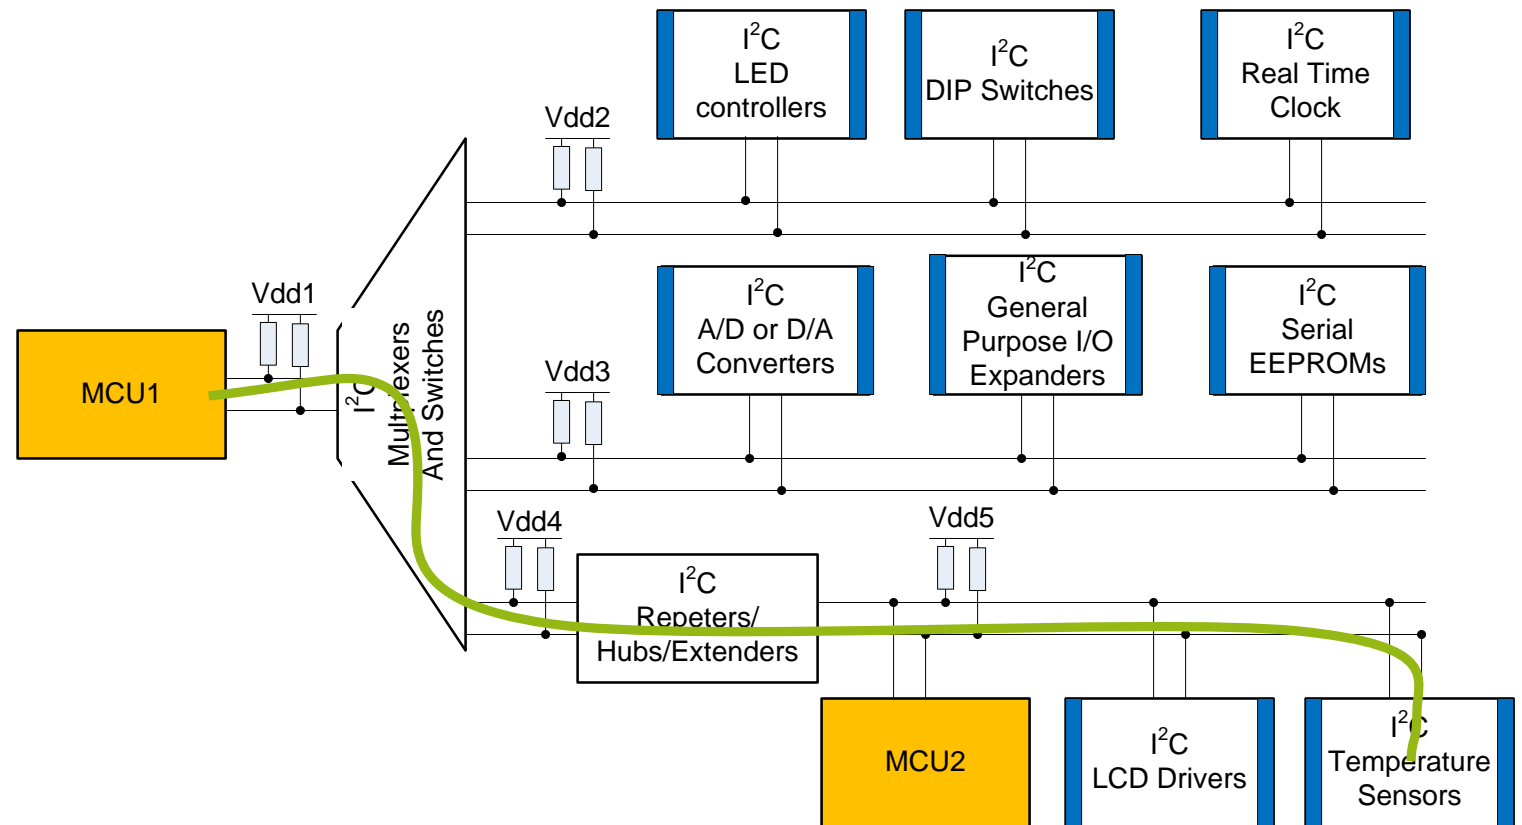 I²C
LED
controllers
I²C
DIP Switches
I²C
Real Time
Clock
Vdd2
Vdd1
MCU1
I²C
Multiplexers
And Switches
I²C
A/D or D/A
Converters
I²C
General
Purpose I/O
Expanders
I²C
Serial
EEPROMs
Vdd3
Vdd4
Vdd5
I²C
Repeters/
Hubs/Extenders
MCU2
I²C
LCD Drivers
I²C
Temperature
Sensors